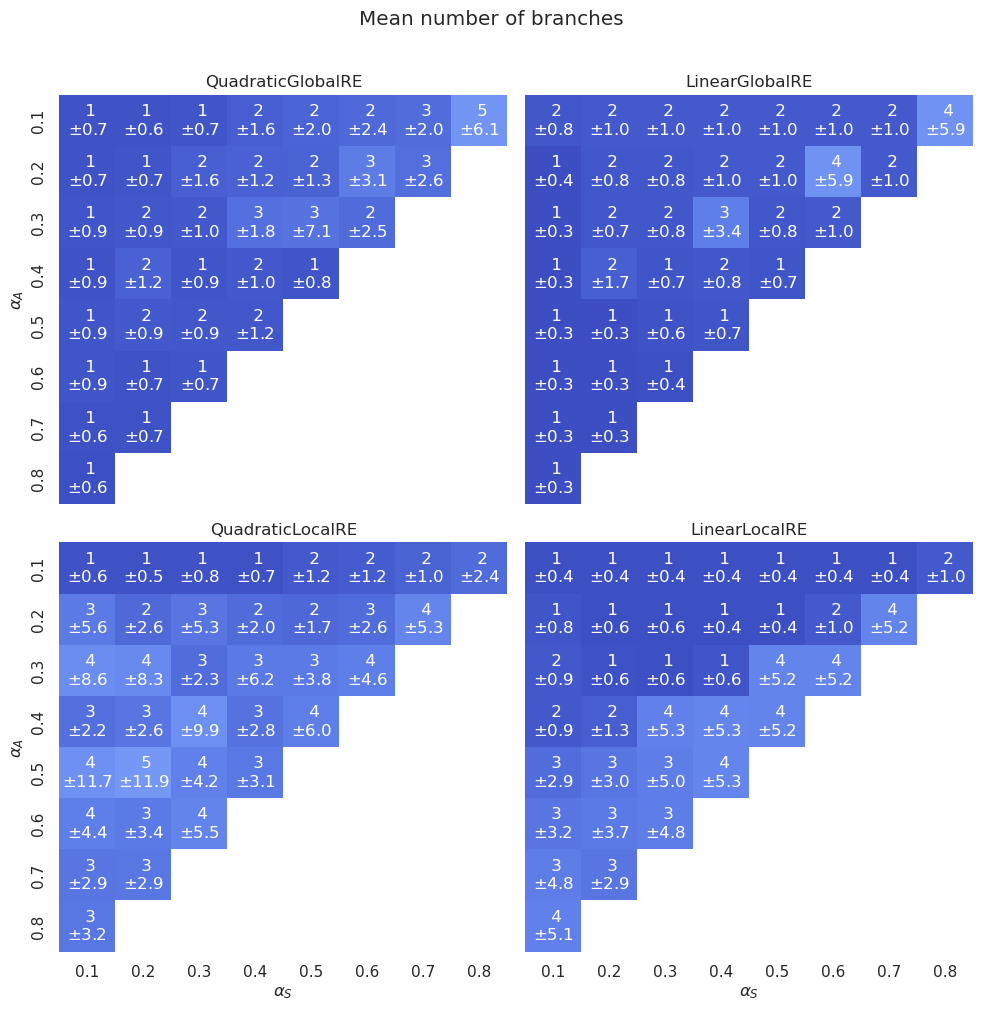 Mean number of branches
QuadraticGlobalRE
LinearGlobalRE
0.1 1 1 1 2 2 2 3 5
±0.7 ±0.6 ±0.7 ±1.6 ±2.0 ±2.4 ±2.0 ±6.1
2 2 2 2 2 2 2 4
±0.8 ±1.0 ±1.0 ±1.0 ±1.0 ±1.0 ±1.0 ±5.9
0.2 1 1 2 2 2 3 3
±0.7 ±0.7 ±1.6 ±1.2 ±1.3 ±3.1 ±2.6
1 2 2 2 2 4 2
±0.4 ±0.8 ±0.8 ±1.0 ±1.0 ±5.9 ±1.0
0.3 1 2 2 3 3 2
±0.9 ±0.9 ±1.0 ±1.8 ±7.1 ±2.5
1 2 2 3 2 2
±0.3 ±0.7 ±0.8 ±3.4 ±0.8 ±1.0
0.4 1 2 1 2 1
±0.9 ±1.2 ±0.9 ±1.0 ±0.8
1 2 1 2 1
±0.3 ±1.7 ±0.7 ±0.8 ±0.7
α_A
0.5 1 2 2 2
±0.9 ±0.9 ±0.9 ±1.2
1 1 1 1
±0.3 ±0.3 ±0.6 ±0.7
0.6 1 1 1
±0.9 ±0.7 ±0.7
1 1 1
±0.3 ±0.3 ±0.4
0.7 1 1
±0.6 ±0.7
1 1
±0.3 ±0.3
0.8 1
±0.6
1
±0.3
QuadraticLocalRE
LinearLocalRE
0.1 1 1 1 1 2 2 2 2
±0.6 ±0.5 ±0.8 ±0.7 ±1.2 ±1.2 ±1.0 ±2.4
1 1 1 1 1 1 1 2
±0.4 ±0.4 ±0.4 ±0.4 ±0.4 ±0.4 ±0.4 ±1.0
0.2 3 2 3 2 2 3 4
±5.6 ±2.6 ±5.3 ±2.0 ±1.7 ±2.6 ±5.3
1 1 1 1 1 2 4
±0.8 ±0.6 ±0.6 ±0.4 ±0.4 ±1.0 ±5.2
0.3 4 4 3 3 3 4
±8.6 ±8.3 ±2.3 ±6.2 ±3.8 ±4.6
2 1 1 1 4 4
±0.9 ±0.6 ±0.6 ±0.6 ±5.2 ±5.2
0.4 3 3 4 3 4
±2.2 ±2.6 ±9.9 ±2.8 ±6.0
2 2 4 4 4
±0.9 ±1.3 ±5.3 ±5.3 ±5.2
α_A
0.5 4 5 4 3
±11.7 ±11.9 ±4.2 ±3.1
3 3 3 4
±2.9 ±3.0 ±5.0 ±5.3
0.6 4 3 4
±4.4 ±3.4 ±5.5
3 3 3
±3.2 ±3.7 ±4.8
0.7 3 3
±2.9 ±2.9
3 3
±4.8 ±2.9
0.8 3
±3.2
4
±5.1
0.1 0.2 0.3 0.4 0.5 0.6 0.7 0.8
α_S
0.1 0.2 0.3 0.4 0.5 0.6 0.7 0.8
α_S